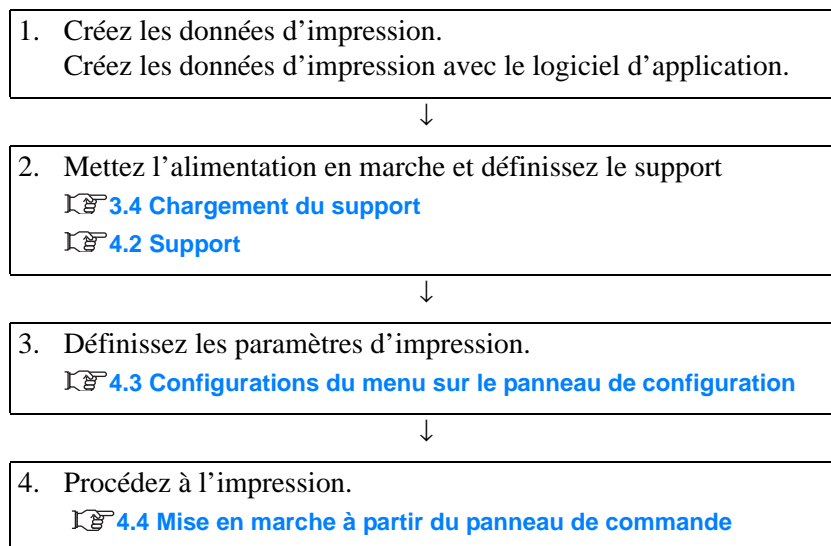 1. Créez les données d’impression.
Créez les données d’impression avec le logiciel d’application.
↓
2. Mettez l’alimentation en marche et définissez le support
3.4 Chargement du support
4.2 Support
↓
3. Définissez les paramètres d’impression.
4.3 Configurations du menu sur le panneau de configuration
↓
4. Procédez à l’impression.
4.4 Mise en marche à partir du panneau de commande